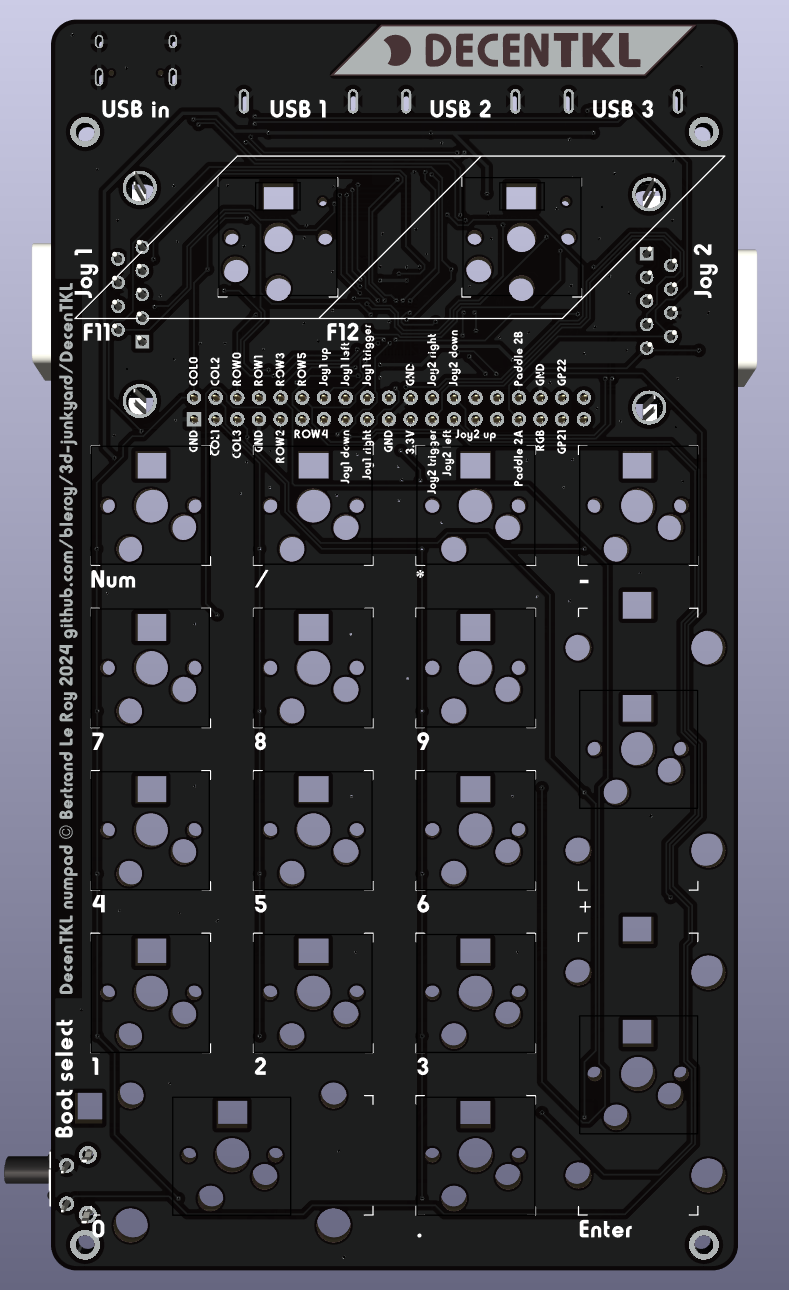 DECENTKL
USB in
USB 1
USB 2
USB 3
Joy 1
Joy 2
F11
F12
COL0
COL2
ROW0
ROW1
ROW3
ROW5
Joy1 up
Joy1 left
Joy1 trigger
GND
Joy2 right
Joy2 down
Paddle 2B
GND
GP22
GND
COL1
COL3
GND
ROW2
ROW4
Joy1 down
Joy1 right
GND
3.3V
Joy2 trigger
Joy2 left
Joy2 up
Paddle 2A
RGB
GP21
DecenTKL numpad © Bertrand Le Roy 2024 github.com/bleroy/3d-junkyard/DecenTKL
Num
/
*
-
7
8
9
4
5
6
+
1
2
3
Boot select
0
.
Enter